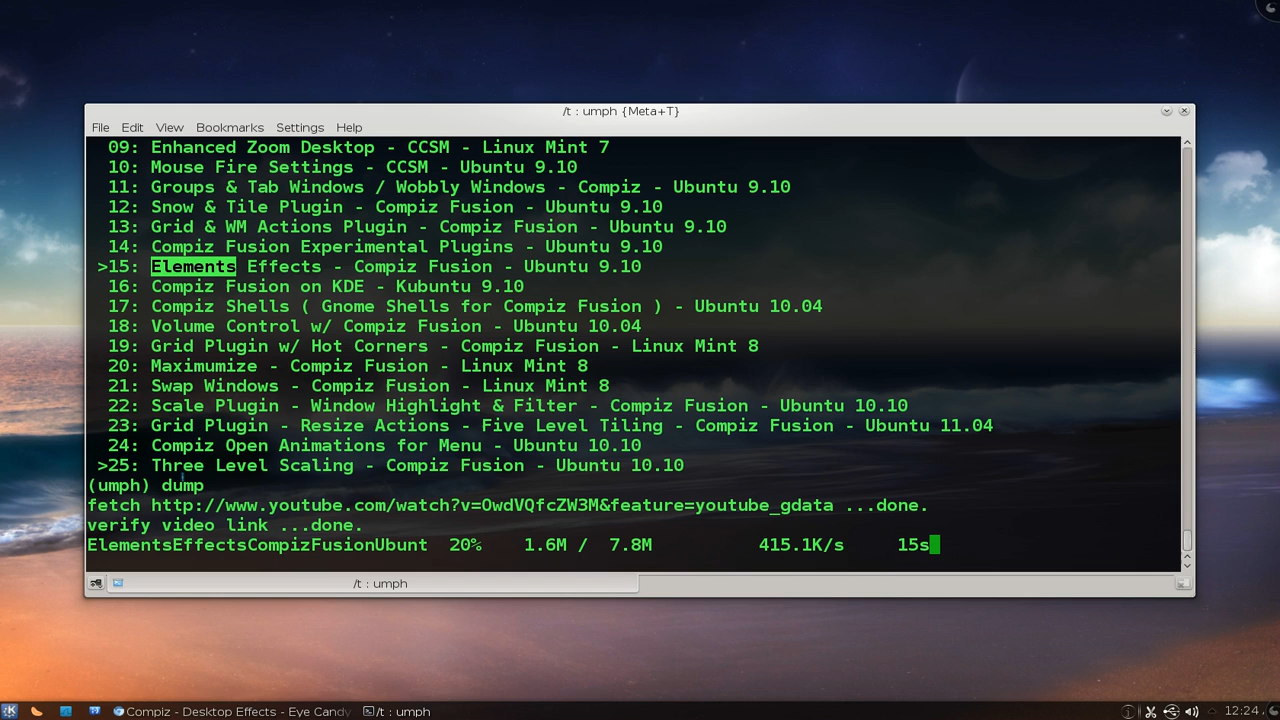 /t : umph {Meta+T}
File Edit View Bookmarks Settings Help
09: Enhanced Zoom Desktop - CCSM - Linux Mint 7
10: Mouse Fire Settings - CCSM - Ubuntu 9.10
11: Groups & Tab Windows / Wobbly Windows - Compiz - Ubuntu 9.10
12: Snow & Tile Plugin - Compiz Fusion - Ubuntu 9.10
13: Grid & WM Actions Plugin - Compiz Fusion - Ubuntu 9.10
14: Compiz Fusion Experimental Plugins - Ubuntu 9.10
>15: Elements Effects - Compiz Fusion - Ubuntu 9.10
16: Compiz Fusion on KDE - Kubuntu 9.10
17: Compiz Shells ( Gnome Shells for Compiz Fusion ) - Ubuntu 10.04
18: Volume Control w/ Compiz Fusion - Ubuntu 10.04
19: Grid Plugin w/ Hot Corners - Compiz Fusion - Linux Mint 8
20: Maximumize - Compiz Fusion - Linux Mint 8
21: Swap Windows - Compiz Fusion - Linux Mint 8
22: Scale Plugin - Window Highlight & Filter - Compiz Fusion - Ubuntu 10.10
23: Grid Plugin - Resize Actions - Five Level Tiling - Compiz Fusion - Ubuntu 11.04
24: Compiz Open Animations for Menu - Ubuntu 10.10
>25: Three Level Scaling - Compiz Fusion - Ubuntu 10.10
(umph) dump
fetch http://www.youtube.com/watch?v=OwdVQfcZW3M&feature=youtube_gdata ...done.
verify video link ...done.
ElementsEffectsCompizFusionUbunt 20% 1.6M / 7.8M 415.1K/s 15s
/t : umph
Compiz - Desktop Effects - Eye Candy /t : umph 12:24